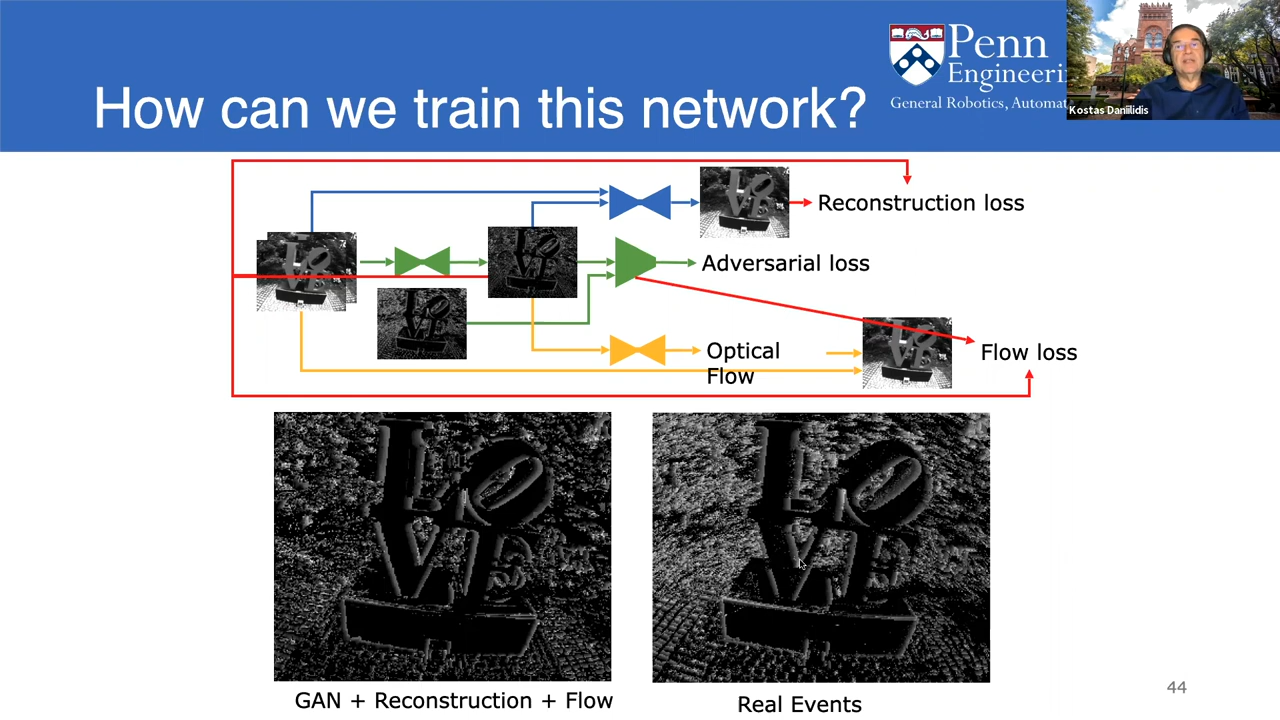 How can we train this network?
Penn
Engineeri
General Robotics, Automat
Kostas Daniilidis
Reconstruction loss
Adversarial loss
Optical
Flow
Flow loss
GAN + Reconstruction + Flow
Real Events
44